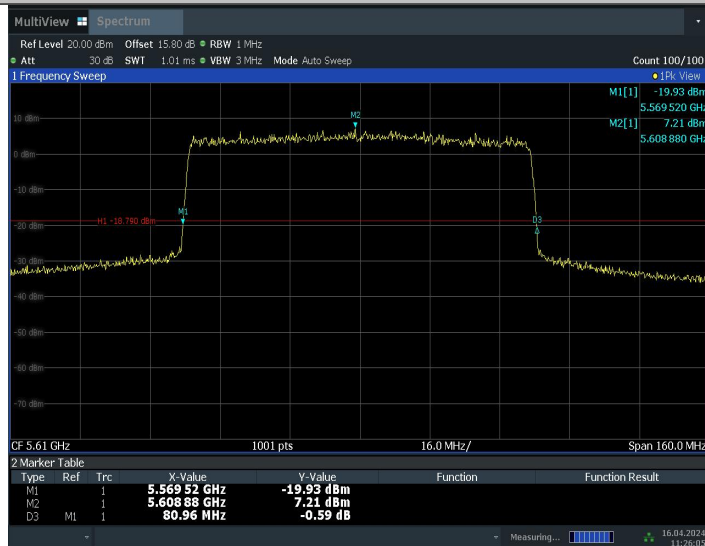 MultiView Spectrum
Ref Level 20.00 dBm Offset 15.80 dB RBW 1 MHz
Att 30 dB SWT 1.01 ms VBW 3 MHz Mode Auto Sweep Count 100/100
1 Frequency Sweep 1Pk View
M1[1] -19.93 dBm
5.569 520 GHz
M2[1] 7.21 dBm
5.608 880 GHz
M2
10 dBm
0 dBm
-10 dBm
M1
H1 -18.790 dBm
D3
-20 dBm
-30 dBm
-40 dBm
-50 dBm
-60 dBm
-70 dBm
CF 5.61 GHz 1001 pts 16.0 MHz/ Span 160.0 MHz
2 Marker Table
Type Ref Trc X-Value Y-Value Function Function Result
M1 1 5.569 52 GHz -19.93 dBm
M2 1 5.608 88 GHz 7.21 dBm
D3 M1 1 80.96 MHz -0.59 dB
Measuring... 16.04.2024
11:26:05